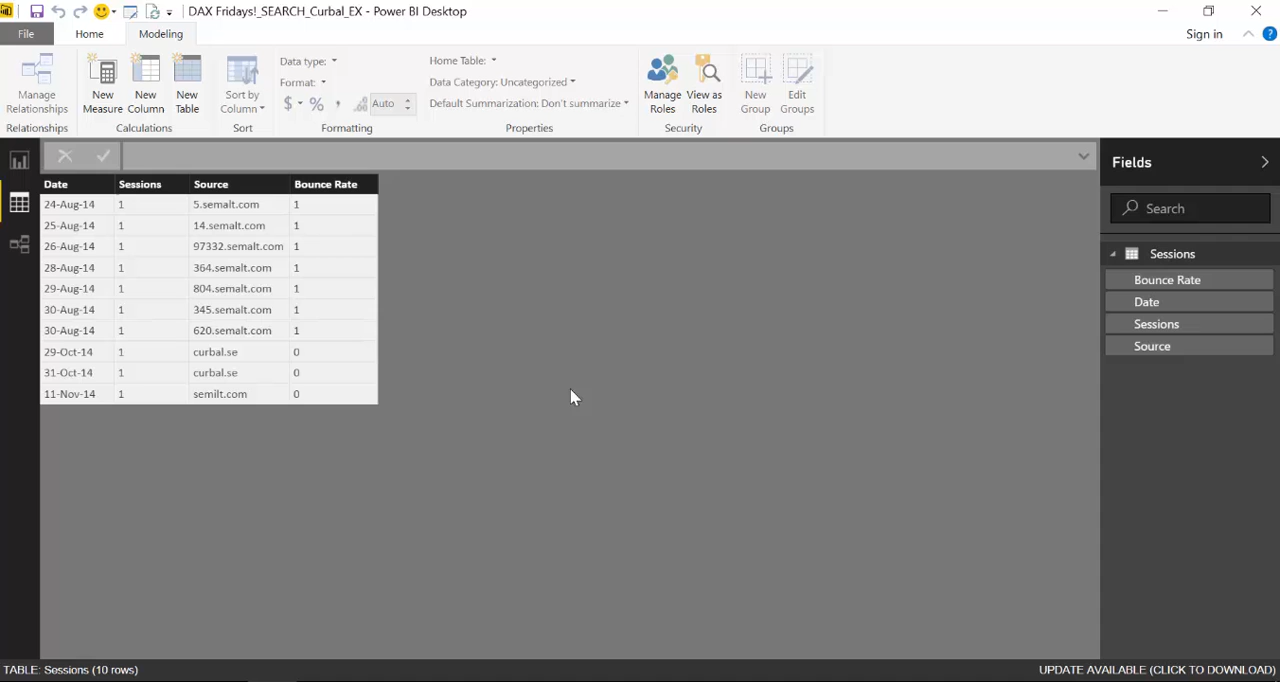 DAX Fridays!_SEARCH_Curbal_EX - Power BI Desktop
File Home Modeling Sign in
Manage Relationships
New Measure
New Column
New Table
Sort by Column
Data type:
Format:
$ % , Auto
Home Table:
Data Category: Uncategorized
Default Summarization: Don't summarize
Manage Roles
View as Roles
New Group
Edit Groups
Relationships Calculations Sort Formatting Properties Security Groups
Fields
Search
Sessions
Bounce Rate
Date
Sessions
Source
Date Sessions Source Bounce Rate
24-Aug-14 1 5.semalt.com 1
25-Aug-14 1 14.semalt.com 1
26-Aug-14 1 97332.semalt.com 1
28-Aug-14 1 364.semalt.com 1
29-Aug-14 1 804.semalt.com 1
30-Aug-14 1 345.semalt.com 1
30-Aug-14 1 620.semalt.com 1
29-Oct-14 1 curbal.se 0
31-Oct-14 1 curbal.se 0
11-Nov-14 1 semilt.com 0
TABLE: Sessions (10 rows) UPDATE AVAILABLE (CLICK TO DOWNLOAD)